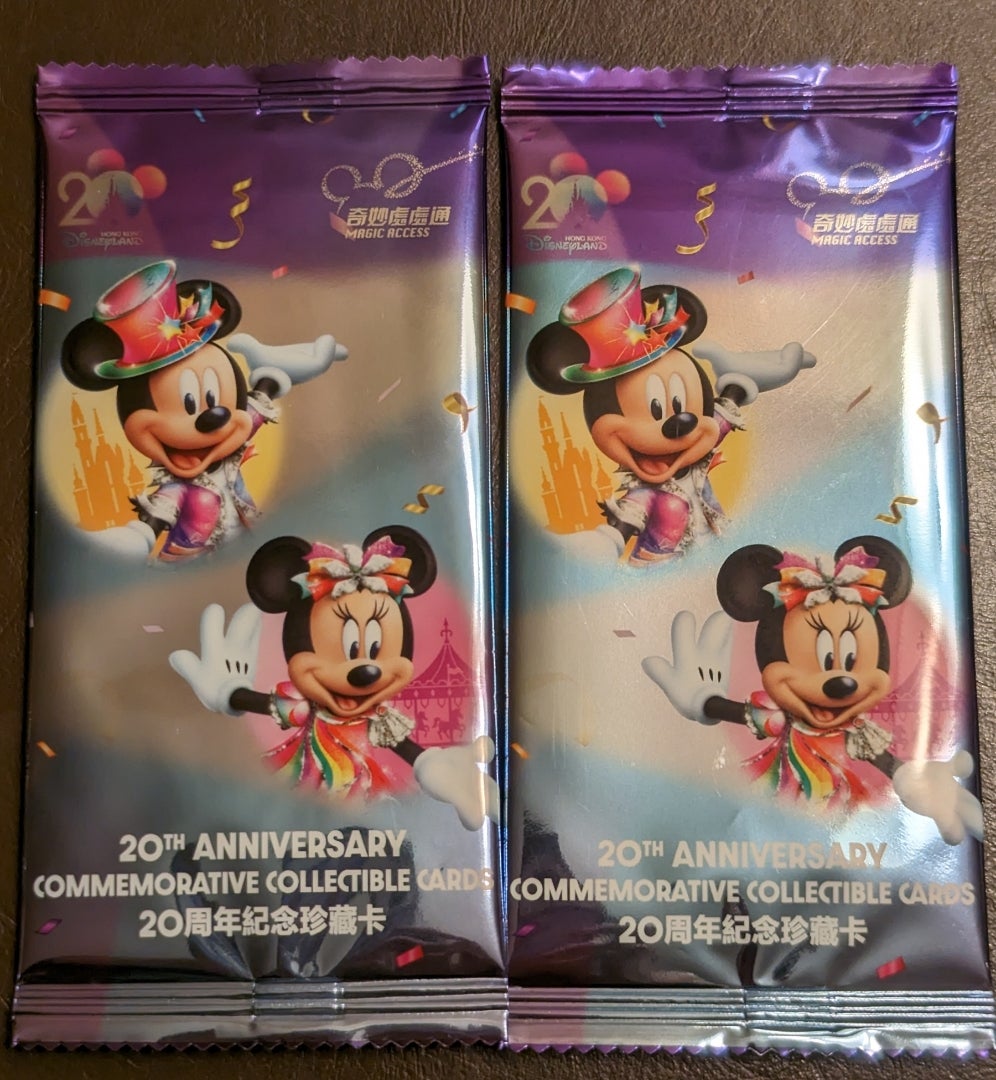 20
HONG KONG
DISNEYLAND
奇妙處處通
MAGIC ACCESS
20TH ANNIVERSARY
COMMEMORATIVE COLLECTIBLE CARDS
20周年紀念珍藏卡
20
HONG KONG
DISNEYLAND
奇妙處處通
MAGIC ACCESS
20TH ANNIVERSARY
COMMEMORATIVE COLLECTIBLE CARDS
20周年紀念珍藏卡